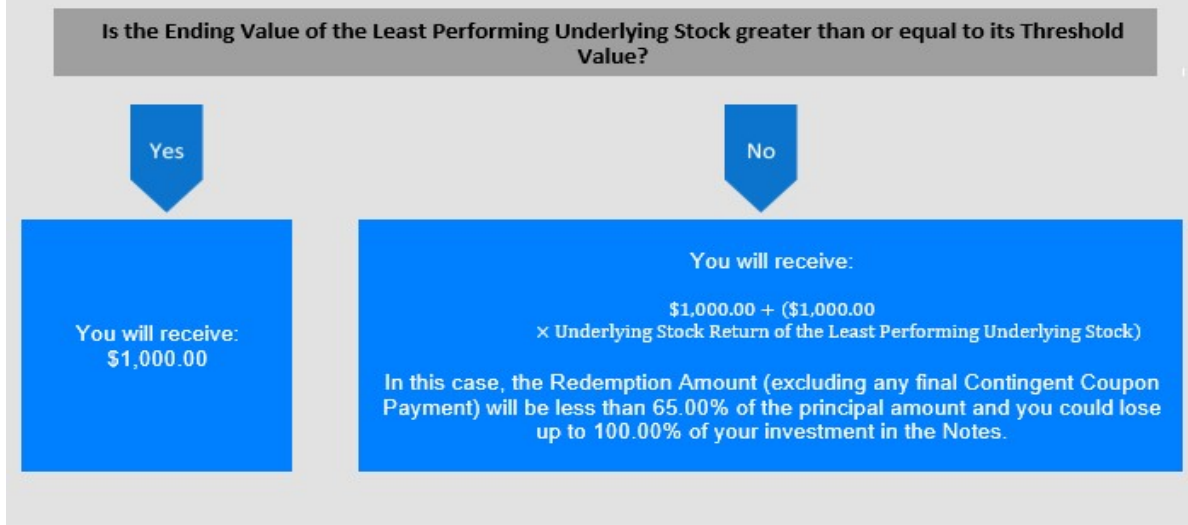 Is the Ending Value of the Least Performing Underlying Stock greater than or equal to its Threshold
Value?
Yes
No
You will receive:
$1,000.00
You will receive:
$1,000.00 + ($1,000.00
× Underlying Stock Return of the Least Performing Underlying Stock)
In this case, the Redemption Amount (excluding any final Contingent Coupon
Payment) will be less than 65.00% of the principal amount and you could lose
up to 100.00% of your investment in the Notes.